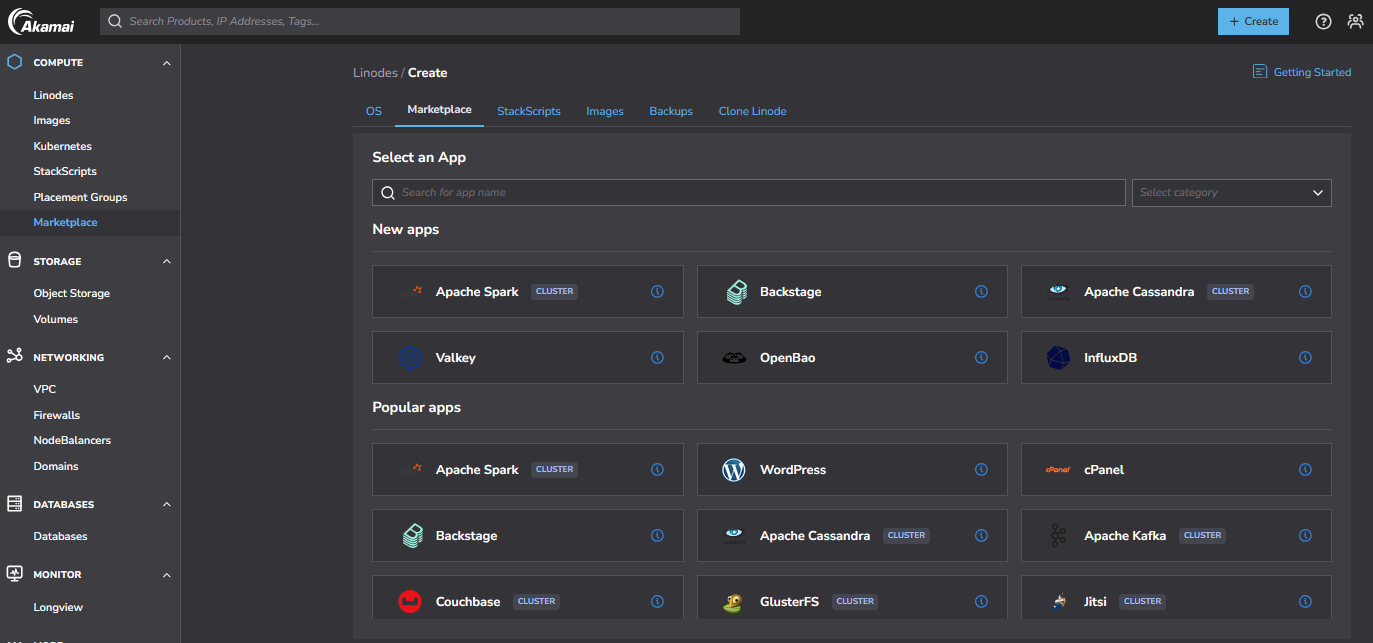 Akamai
Search Products, IP Addresses, Tags...
+ Create
COMPUTE
Linodes
Images
Kubernetes
StackScripts
Placement Groups
Marketplace
STORAGE
Object Storage
Volumes
NETWORKING
VPC
Firewalls
NodeBalancers
Domains
DATABASES
Databases
MONITOR
Longview
Linodes / Create
Getting Started
OS Marketplace StackScripts Images Backups Clone Linode
Select an App
Search for app name
Select category
New apps
Apache Spark CLUSTER
Backstage
Apache Cassandra CLUSTER
Valkey
OpenBao
InfluxDB
Popular apps
Apache Spark CLUSTER
WordPress
cPanel cPanel
Backstage
Apache Cassandra CLUSTER
Apache Kafka CLUSTER
Couchbase CLUSTER
GlusterFS CLUSTER
Jitsi CLUSTER